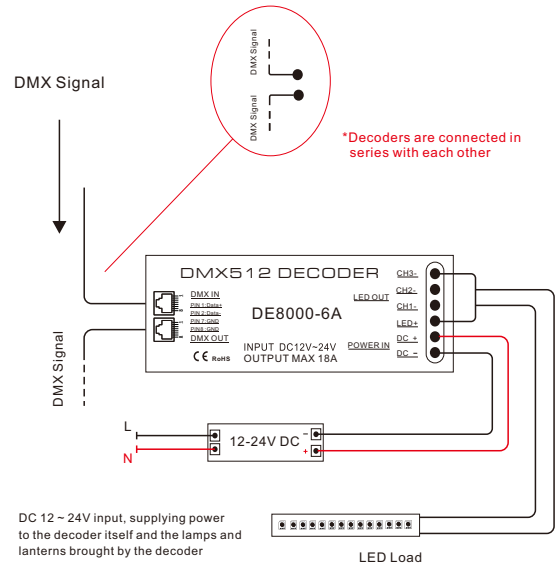 DMX Signal
DMX Signal
DMX Signal
*Decoders are connected in
series with each other
DMX512 DECODER
DMX IN
PIN 1:Data+
PIN 2:Data-
PIN 7:GND
PIN8 :GND
DMX OUT
CE RoHS
DE8000-6A
INPUT DC12V~24V
OUTPUT MAX 18A
LED OUT
POWER IN
CH3-
CH2-
CH1-
LED+
DC +
DC -
DMX Signal
L
N
12-24V DC
-
+
DC 12 ~ 24V input, supplying power
to the decoder itself and the lamps and
lanterns brought by the decoder
LED Load